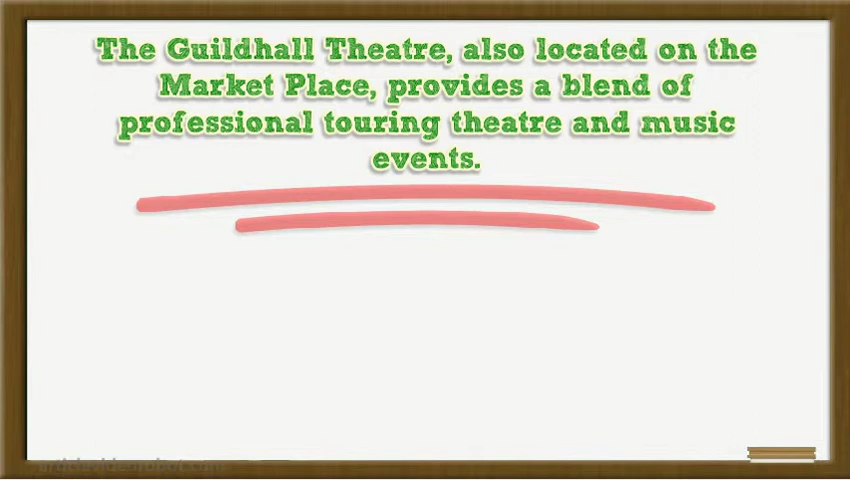 The Guildhall Theatre, also located on the
Market Place, provides a blend of
professional touring theatre and music
events.